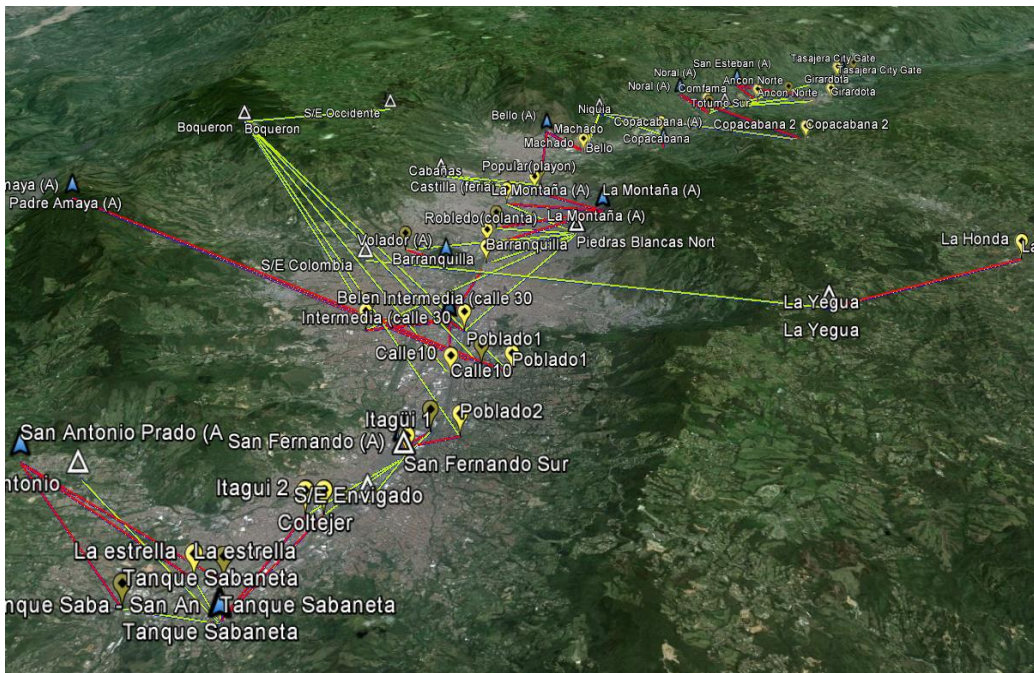 Tasajera City Gate
San Esteban (A)
Tasajera City Gate
Noral (A)
Ancon Norte
Girardota
Noral (A)
Comfama
Ancon Norte
Girardota
Totumo Sur
S/E Occidente
Niquia
Boqueron
Boqueron
Bello (A)
Machado
Copacabana (A)
Copacabana 2
Copacabana 2
Machado
Bello
Copacabana
Popular(playon)
Cabañas
Castilla (feria
La Montaña (A)
La Montaña (A)
maya (A)
Padre Amaya (A)
Robledo(colanta)
La Montaña (A)
Volador (A)
Barranquilla
Barranquilla
Piedras Blancas Nort
La Honda
La
S/E Colombia
Belen
Intermedia (calle 30
La Yegua
Intermedia (calle 30
La Yegua
Poblado1
Calle10
Poblado1
Calle10
Itagüi 1
Poblado2
San Antonio Prado (A
San Fernando (A)
San Fernando Sur
ntonio
Itagui 2
S/E Envigado
Coltejer
La estrella
La estrella
Tanque Sabaneta
nque Saba - San An
Tanque Sabaneta
Tanque Sabaneta